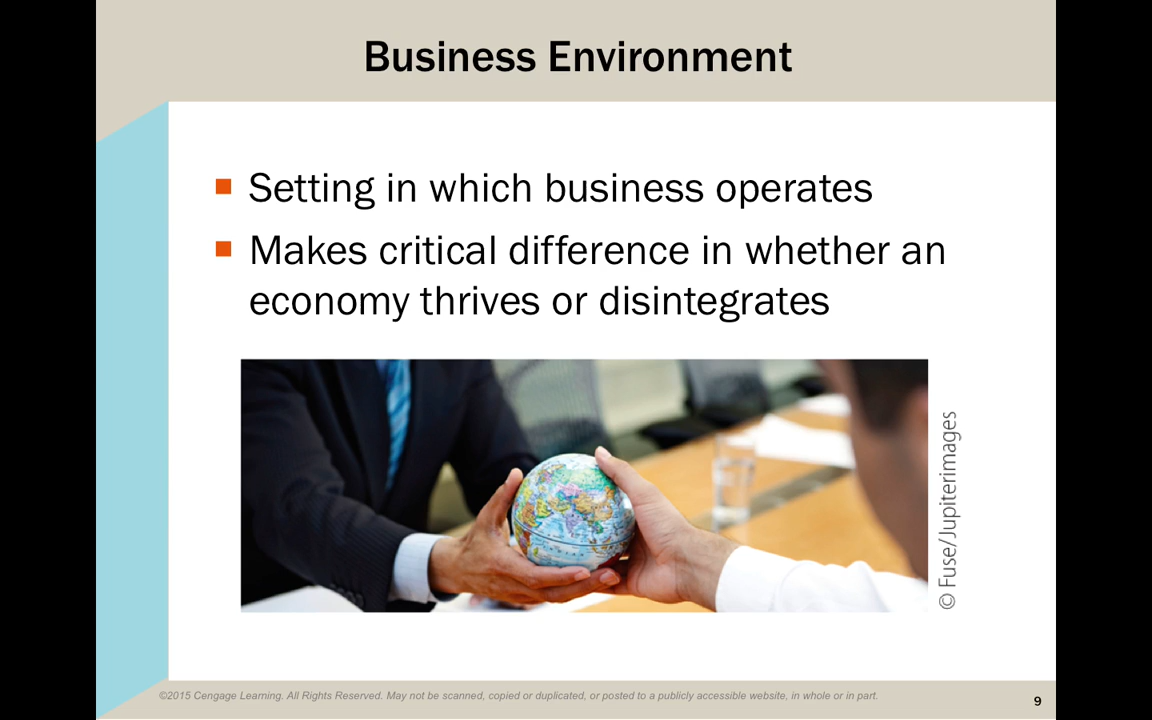 Business Environment
Setting in which business operates
Makes critical difference in whether an
economy thrives or disintegrates
© Fuse/Jupiterimages
©2015 Cengage Learning. All Rights Reserved. May not be scanned, copied or duplicated, or posted to a publicly accessible website, in whole or in part.
9